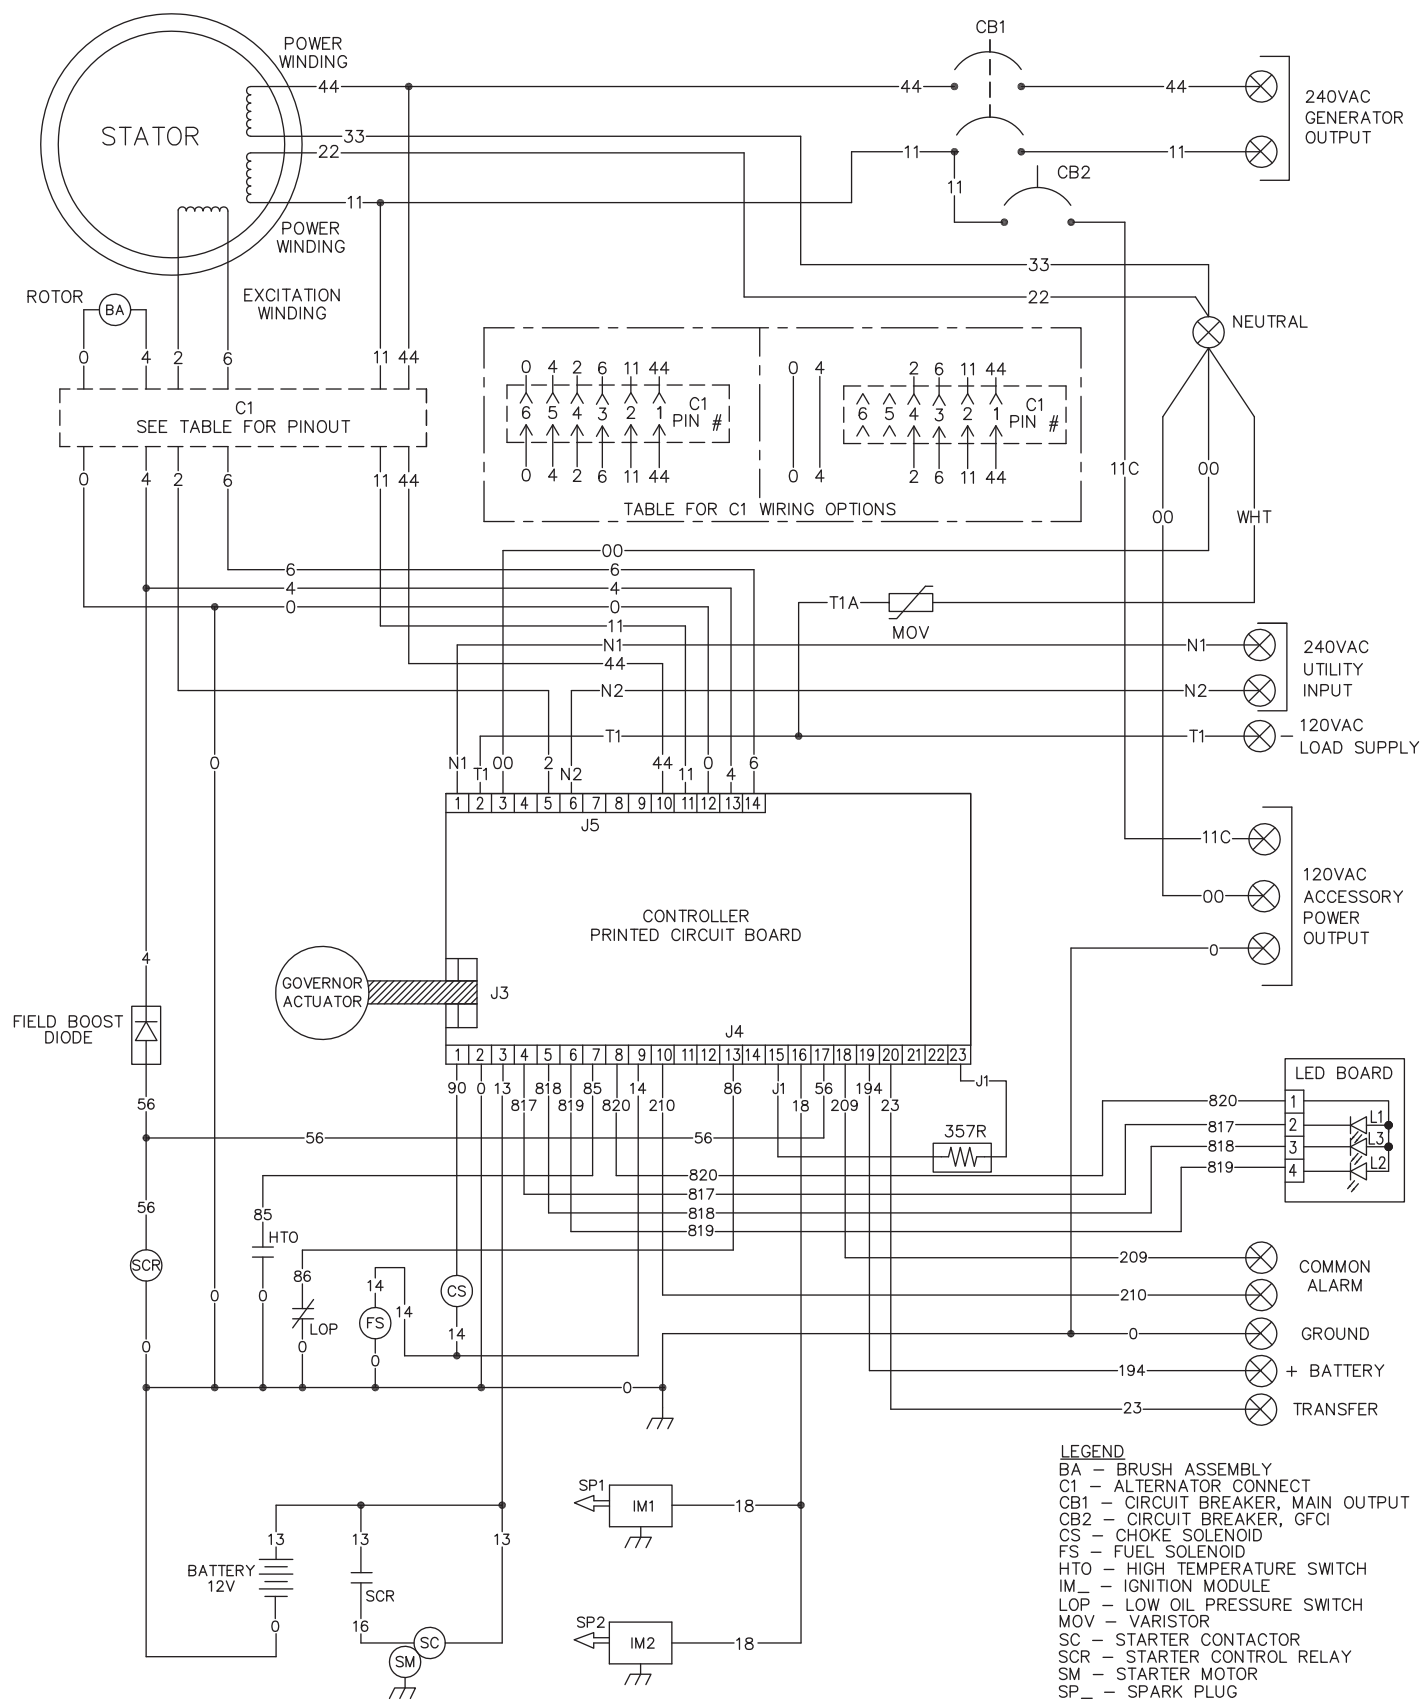 POWER
WINDING
CB1
44 44 44
240VAC
GENERATOR
OUTPUT
STATOR
33
22
11 11
CB2
11
11
POWER
WINDING
33
22
ROTOR
BA
EXCITATION
WINDING
NEUTRAL
0 4 2 6 11 44
C1
SEE TABLE FOR PINOUT
0 4 2 6 11 44
0 4 2 6 11 44
6 5 4 3 2 1
C1
PIN #
0 4 2 6 11 44
0 4 2 6 11 44
6 5 4 3 2 1
C1
PIN #
0 4 2 6 11 44
TABLE FOR C1 WIRING OPTIONS
11C 00
00 WHT
00
6 6
4 4
0 0
11
T1A
MOV
N1 N1
44
N2 N2
240VAC
UTILITY
INPUT
T1 T1
120VAC
LOAD SUPPLY
0
N1 T1 00 2 N2 44 11 0 4 6
1 2 3 4 5 6 7 8 9 10 11 12 13 14
J5
11C
00
0
120VAC
ACCESSORY
POWER
OUTPUT
CONTROLLER
PRINTED CIRCUIT BOARD
4
GOVERNOR
ACTUATOR
J3
FIELD BOOST
DIODE
J4
1 2 3 4 5 6 7 8 9 10 11 12 13 14 15 16 17 18 19 20 21 22 23
90 0 13 818 85 14 86 J1 56 194 J1
817 819 820 210 18 209 23
LED BOARD
820 1
817 2 L1
818 3 L3
819 4 L2
56
56 56
357R
820
817
818
819
56
85
HTO
SCR
86
LOP
14
FS
14
CS
14
0 0 0 0 0
0
209
210
COMMON
ALARM
0 GROUND
194 + BATTERY
23 TRANSFER
SP1
IM1
18
13 13 13
BATTERY
12V
SCR
0
16
SC
SM
SP2
IM2
18
LEGEND
BA – BRUSH ASSEMBLY
C1 – ALTERNATOR CONNECT
CB1 – CIRCUIT BREAKER, MAIN OUTPUT
CB2 – CIRCUIT BREAKER, GFCI
CS – CHOKE SOLENOID
FS – FUEL SOLENOID
HTO – HIGH TEMPERATURE SWITCH
IM_ – IGNITION MODULE
LOP – LOW OIL PRESSURE SWITCH
MOV – VARISTOR
SC – STARTER CONTACTOR
SCR – STARTER CONTROL RELAY
SM – STARTER MOTOR
SP_ – SPARK PLUG